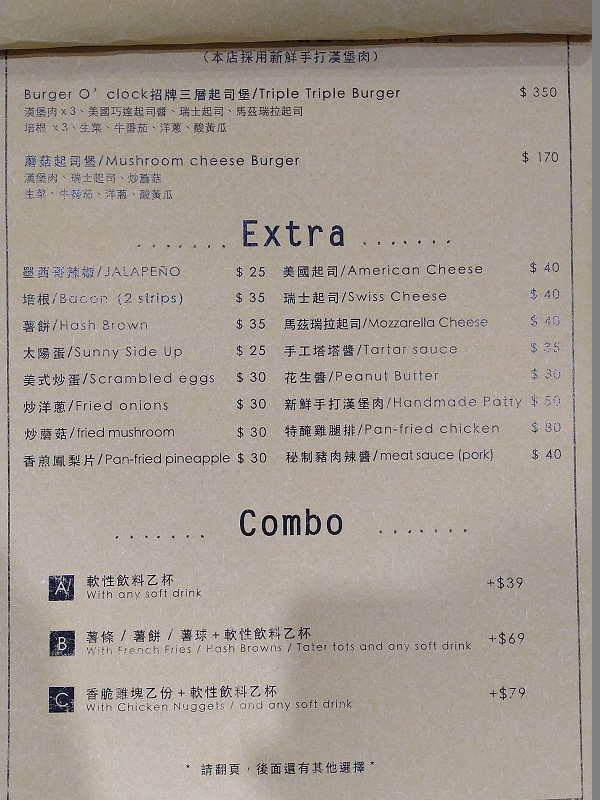 （本店採用新鮮手打漢堡肉）
Burger O'clock招牌三層起司堡/Triple Triple Burger $ 350
漢堡肉 x3、美國巧達起司醬、瑞士起司、馬茲瑞拉起司
培根 x3、生菜、牛番茄、洋蔥、酸黃瓜
蘑菇起司堡/Mushroom cheese Burger $ 170
漢堡肉、瑞士起司、炒蘑菇
生菜、牛番茄、洋蔥、酸黃瓜
Extra
墨西哥辣椒/JALAPEÑO $ 25 美國起司/American Cheese $ 40
培根/Bacon (2 strips) $ 35 瑞士起司/Swiss Cheese $ 40
薯餅/Hash Brown $ 35 馬茲瑞拉起司/Mozzarella Cheese $ 40
太陽蛋/Sunny Side Up $ 25 手工塔塔醬/Tartar sauce $ 35
美式炒蛋/Scrambled eggs $ 30 花生醬/Peanut Butter $ 30
炒洋蔥/Fried onions $ 30 新鮮手打漢堡肉/Handmade Patty $ 50
炒蘑菇/fried mushroom $ 30 特醃雞腿排/Pan-fried chicken $ 80
香煎鳳梨片/Pan-fried pineapple $ 30 秘制豬肉辣醬/meat sauce (pork) $ 40
Combo
A 軟性飲料乙杯 +$39
With any soft drink
B 薯條 / 薯餅 / 薯球 + 軟性飲料乙杯 +$69
With French Fries / Hash Browns / Tater tots and any soft drink
C 香脆雞塊乙份 + 軟性飲料乙杯 +$79
With Chicken Nuggets / and any soft drink
* 請翻頁，後面還有其他選擇 *